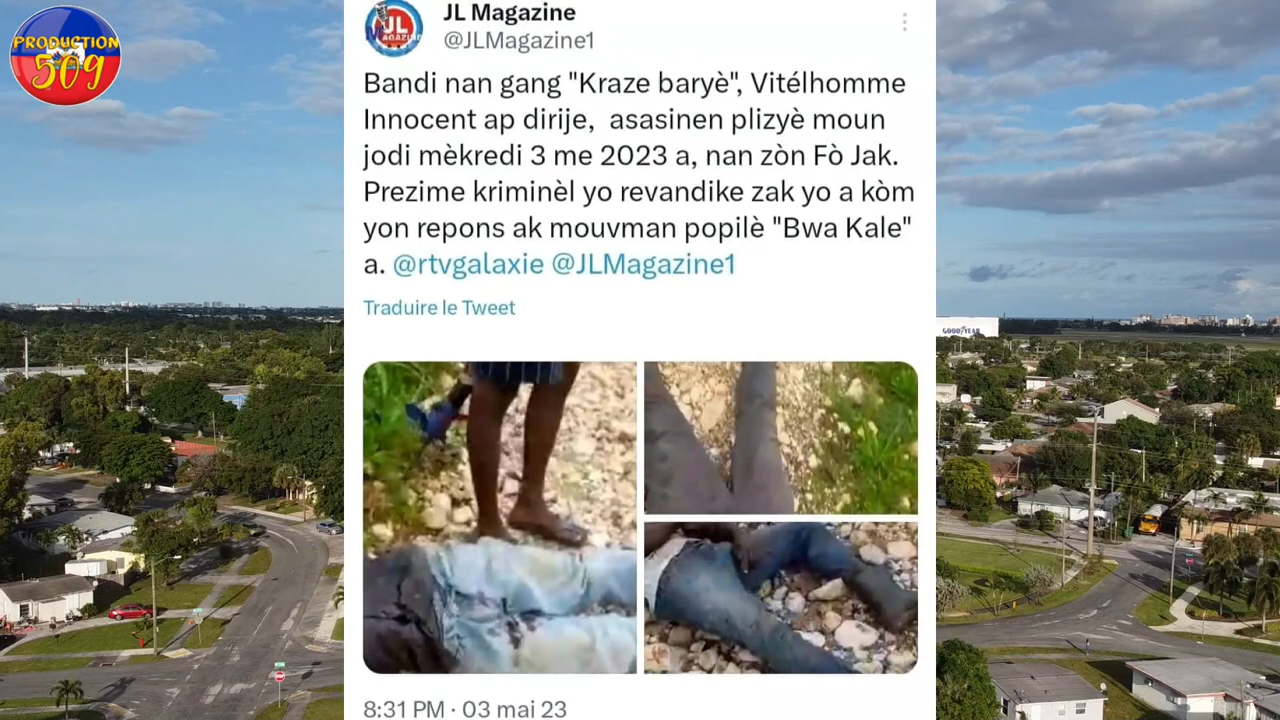 PRODUCTION
509
JL
MAGAZINE
JL Magazine
@JLMagazine1
Bandi nan gang "Kraze baryè", Vitélhomme
Innocent ap dirije, asasinen plizyè moun
jodi mèkredi 3 me 2023 a, nan zòn Fò Jak.
Prezime kriminèl yo revandike zak yo a kòm
yon repons ak mouvman popilè "Bwa Kale"
a. @rtvgalaxie @JLMagazine1
Traduire le Tweet
GOODYEAR
8:31 PM · 03 mai 23